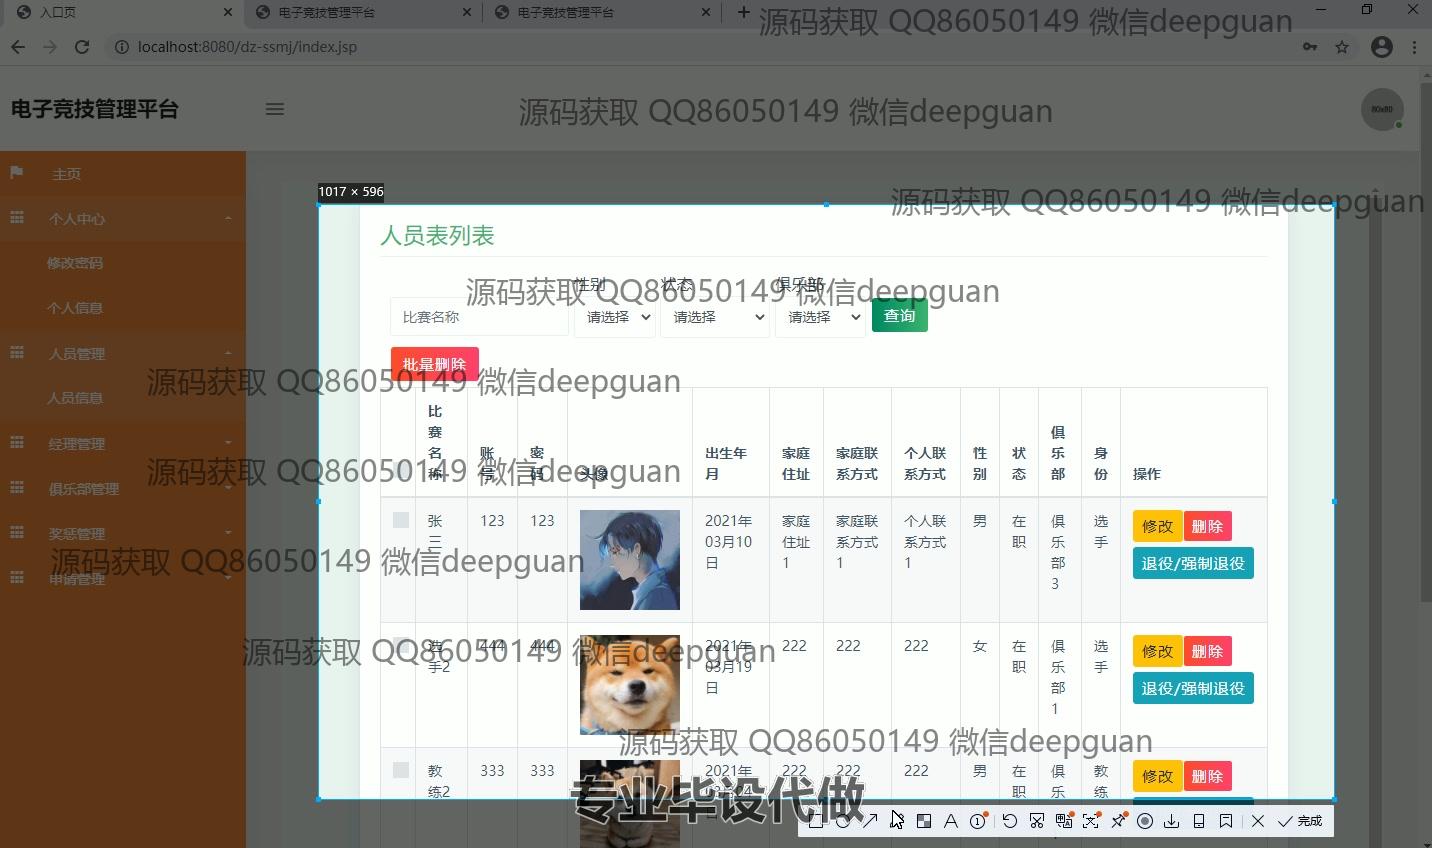 入口页
电子竞技管理平台
电子竞技管理平台
源码获取 QQ86050149 微信deepguan
localhost:8080/dz-ssmj/index.jsp
电子竞技管理平台
源码获取 QQ86050149 微信deepguan
80x80
主页
个人中心
修改密码
个人信息
人员管理
人员信息
经理管理
俱乐部管理
奖惩管理
申请管理
1017 × 596
源码获取 QQ86050149 微信deepguan
人员表列表
性别 状态 俱乐部
源码获取 QQ86050149 微信deepguan
比赛名称 请选择 请选择 请选择 查询
批量删除
源码获取 QQ86050149 微信deepguan
比赛名称 账号 密码 头像 出生年月 家庭住址 家庭联系方式 个人联系方式 性别 状态 俱乐部 身份 操作
源码获取 QQ86050149 微信deepguan
张三 123 123 2021年03月10日 家庭住址1 家庭联系方式1 个人联系方式1 男 在职 俱乐部3 选手 修改 删除
退役/强制退役
源码获取 QQ86050149 微信deepguan
选手2 444 444 2021年03月19日 222 222 222 女 在职 俱乐部1 选手 修改 删除
退役/强制退役
源码获取 QQ86050149 微信deepguan
源码获取 QQ86050149 微信deepguan
教练2 333 333 2021年 222 222 222 男 在职 俱乐 教练 修改 删除
专业毕设代做
完成